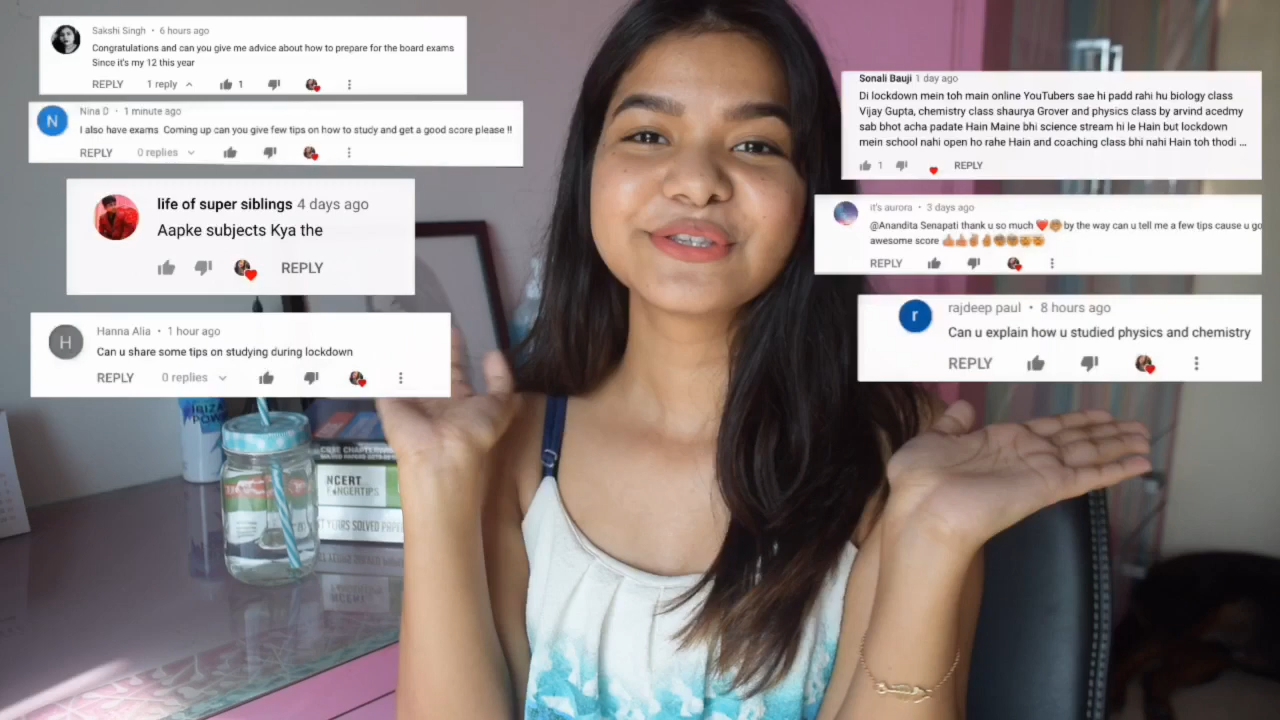 Sakshi Singh • 6 hours ago
Congratulations and can you give me advice about how to prepare for the board exams
Since it's my 12 this year
REPLY 1 reply 1
N
Nina D • 1 minute ago
I also have exams Coming up can you give few tips on how to study and get a good score please !!
REPLY 0 replies
life of super siblings 4 days ago
Aapke subjects Kya the
REPLY
H
Hanna Alia • 1 hour ago
Can u share some tips on studying during lockdown
REPLY 0 replies
Sonali Bauji 1 day ago
Di lockdown mein toh main online YouTubers sae hi padd rahi hu biology class
Vijay Gupta, chemistry class shaurya Grover and physics class by arvind acedmy
sab bhot acha padate Hain Maine bhi science stream hi le Hain but lockdown
mein school nahi open ho rahe Hain and coaching class bhi nahi Hain toh thodi ...
1 REPLY
it's aurora • 3 days ago
@Anandita Senapati thank u so much ❤️ by the way can u tell me a few tips cause u go
awesome score
REPLY
r
rajdeep paul • 8 hours ago
Can u explain how u studied physics and chemistry
REPLY
IBIZA
NCERT
FINGERTIPS
YEARS SOLVED